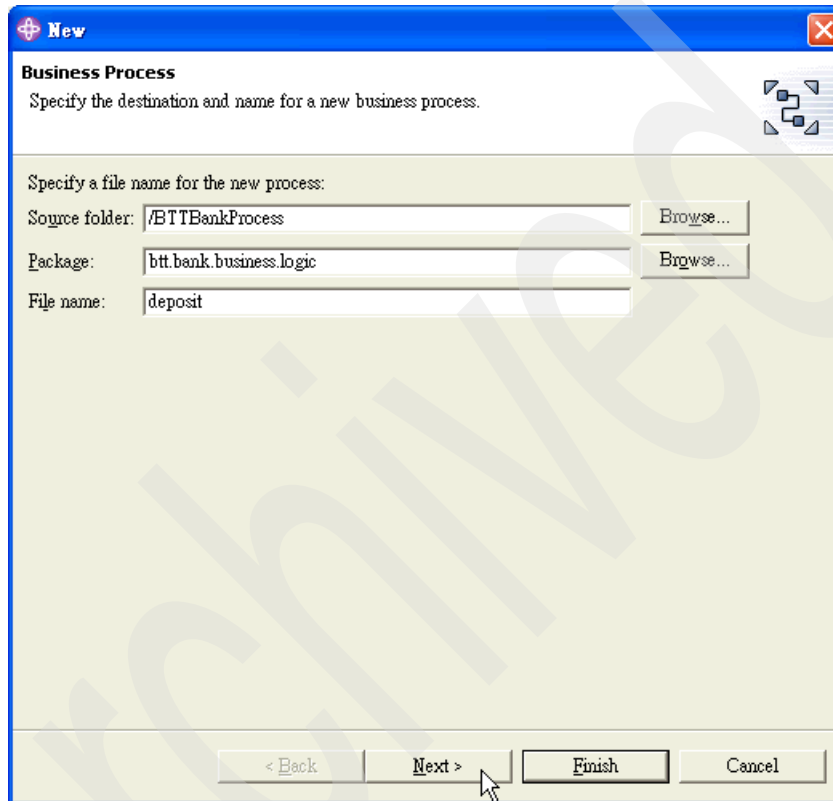 New
Business Process
Specify the destination and name for a new business process.
Specify a file name for the new process:
Source folder: /BTTBankProcess Browse...
Package: btt.bank.business.logic Browse...
File name: deposit
< Back Next > Finish Cancel